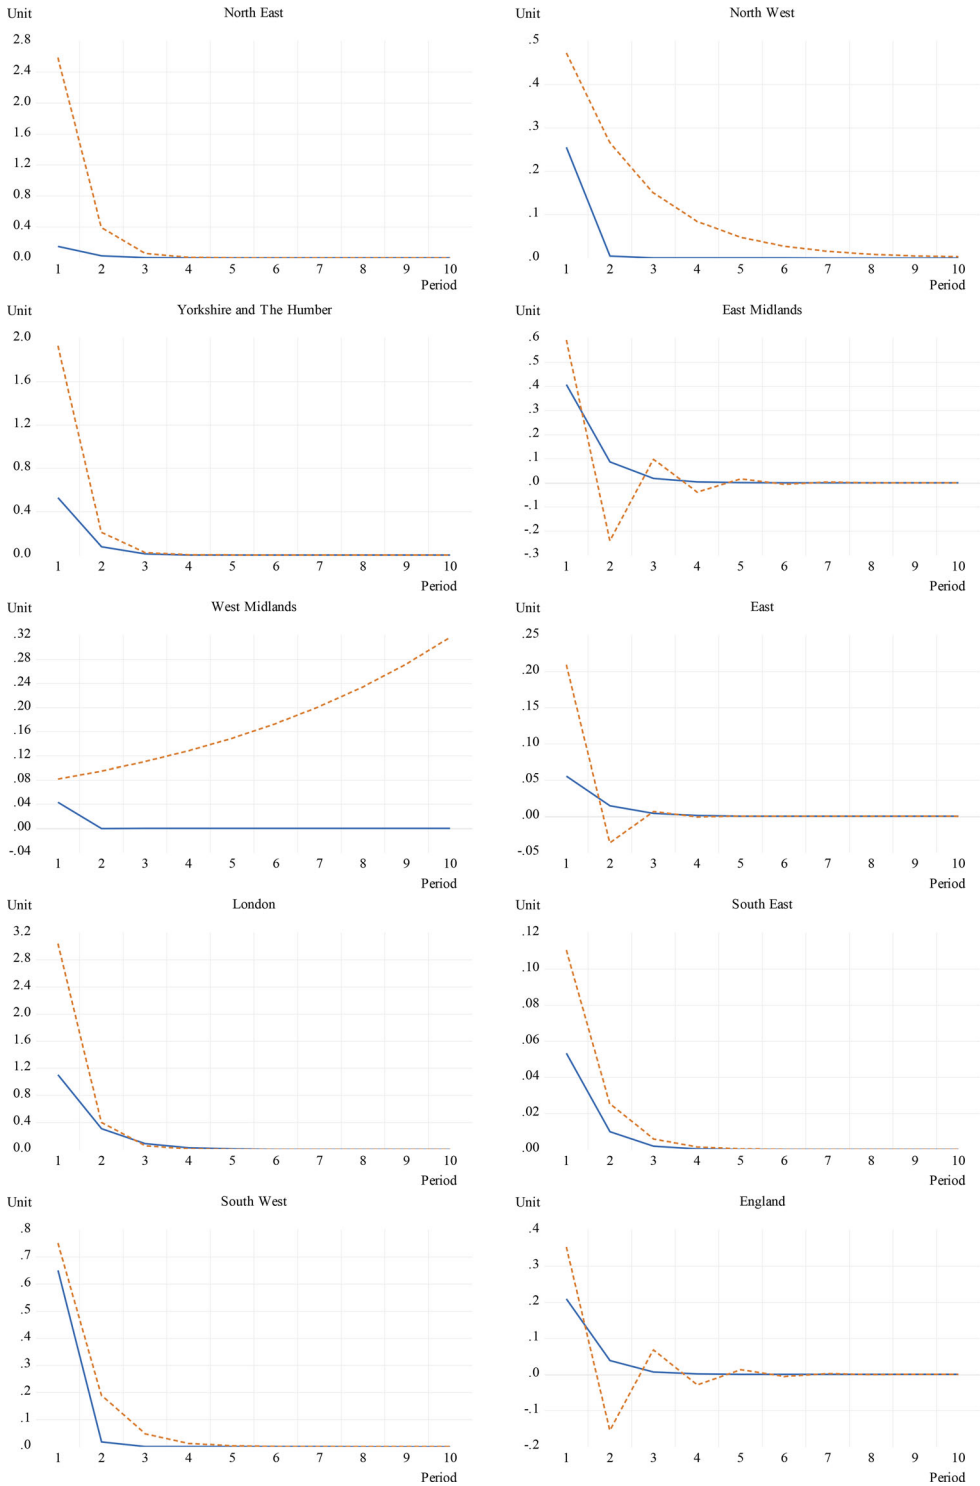 Unit North East
2.8
2.4
2.0
1.6
1.2
0.8
0.4
0.0
1 2 3 4 5 6 7 8 9 10
Period
Unit North West
.5
.4
.3
.2
.1
.0
1 2 3 4 5 6 7 8 9 10
Period
Unit Yorkshire and The Humber
2.0
1.6
1.2
0.8
0.4
0.0
1 2 3 4 5 6 7 8 9 10
Period
Unit East Midlands
.6
.5
.4
.3
.2
.1
.0
-.1
-.2
-.3
1 2 3 4 5 6 7 8 9 10
Period
Unit West Midlands
.32
.28
.24
.20
.16
.12
.08
.04
.00
-.04
1 2 3 4 5 6 7 8 9 10
Period
Unit East
.25
.20
.15
.10
.05
.00
-.05
1 2 3 4 5 6 7 8 9 10
Period
Unit London
3.2
2.8
2.4
2.0
1.6
1.2
0.8
0.4
0.0
1 2 3 4 5 6 7 8 9 10
Period
Unit South East
.12
.10
.08
.06
.04
.02
.00
1 2 3 4 5 6 7 8 9 10
Period
Unit South West
.8
.7
.6
.5
.4
.3
.2
.1
.0
1 2 3 4 5 6 7 8 9 10
Period
Unit England
.4
.3
.2
.1
.0
-.1
-.2
1 2 3 4 5 6 7 8 9 10
Period